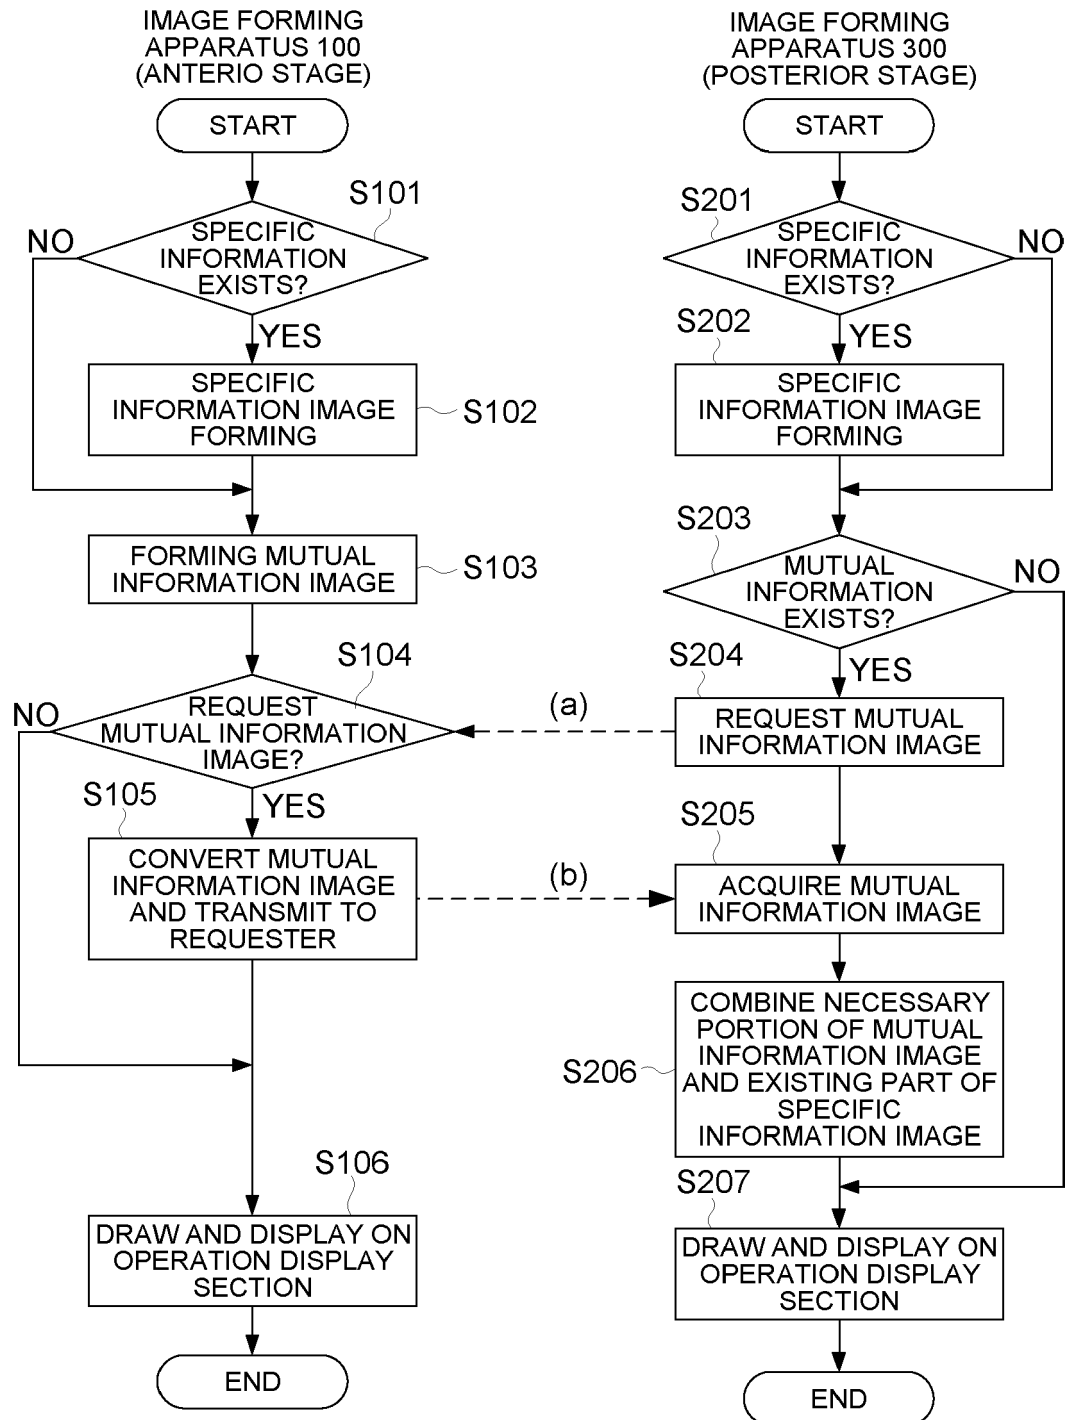 IMAGE FORMING
APPARATUS 100
(ANTERIO STAGE)
START
S101
SPECIFIC
INFORMATION
EXISTS?
NO
YES
SPECIFIC
INFORMATION IMAGE
FORMING
S102
FORMING MUTUAL
INFORMATION IMAGE
S103
S104
REQUEST
MUTUAL INFORMATION
IMAGE?
NO
YES
S105
CONVERT MUTUAL
INFORMATION IMAGE
AND TRANSMIT TO
REQUESTER
S106
DRAW AND DISPLAY ON
OPERATION DISPLAY
SECTION
END
(a)
(b)
IMAGE FORMING
APPARATUS 300
(POSTERIOR STAGE)
START
S201
SPECIFIC
INFORMATION
EXISTS?
NO
YES
S202
SPECIFIC
INFORMATION IMAGE
FORMING
S203
MUTUAL
INFORMATION
EXISTS?
NO
YES
S204
REQUEST MUTUAL
INFORMATION IMAGE
S205
ACQUIRE MUTUAL
INFORMATION IMAGE
S206
COMBINE NECESSARY
PORTION OF MUTUAL
INFORMATION IMAGE
AND EXISTING PART OF
SPECIFIC
INFORMATION IMAGE
S207
DRAW AND DISPLAY ON
OPERATION DISPLAY
SECTION
END